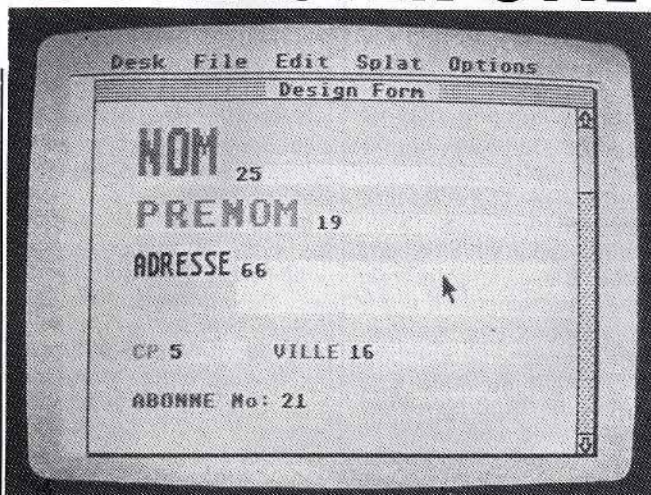 Desk File Edit Splat Options
Design Form
NOM 25
PRENOM 19
ADRESSE 66
CP 5 VILLE 16
ABONNE No: 21